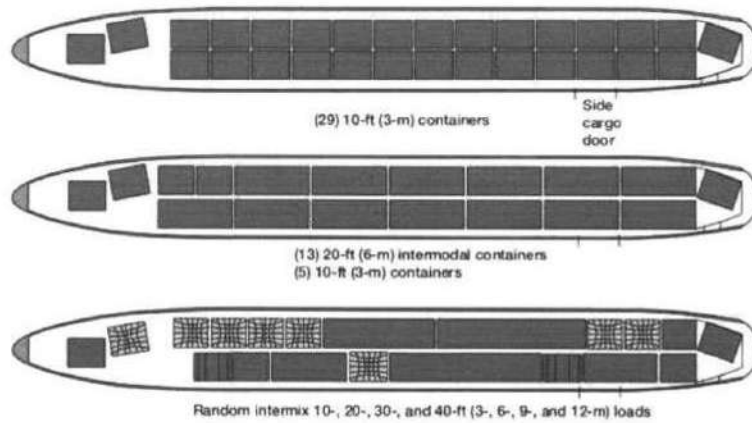 (29) 10-ft (3-m) containers
Side
cargo
door
(13) 20-ft (6-m) intermodal containers
(5) 10-ft (3-m) containers
Random intermix 10-, 20-, 30-, and 40-ft (3-, 6-, 9-, and 12-m) loads